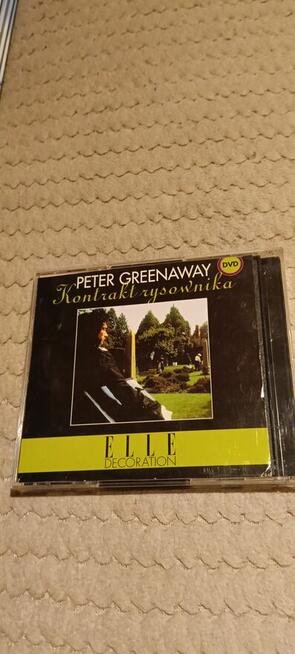 PETER GREENAWAY
DVD
Kontrakt rysownika
ELLE
DECORATION